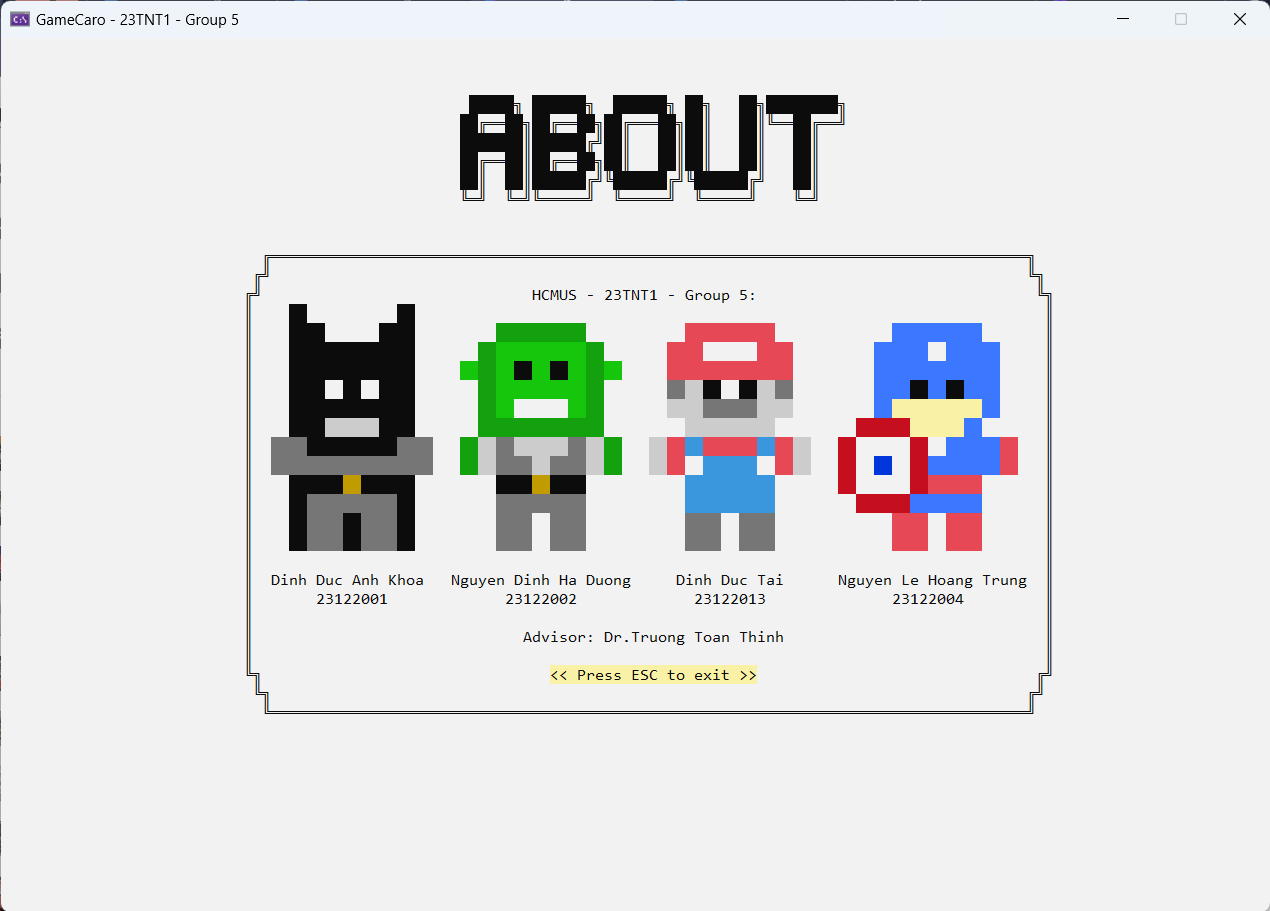 GameCaro - 23TNT1 - Group 5
ABOUT
HCMUS - 23TNT1 - Group 5:
Dinh Duc Anh Khoa Nguyen Dinh Ha Duong Dinh Duc Tai Nguyen Le Hoang Trung
23122001 23122002 23122013 23122004
Advisor: Dr.Truong Toan Thinh
<< Press ESC to exit >>